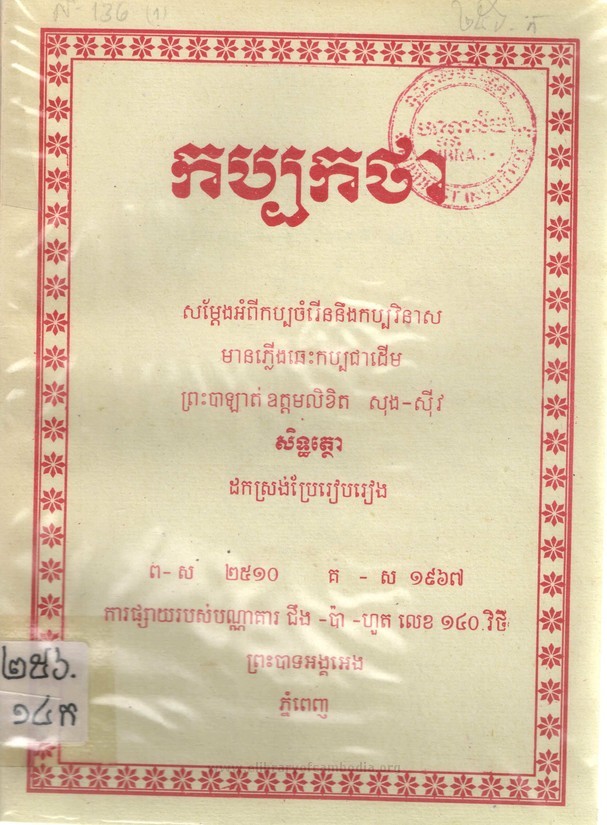 កប្បកថា
សម្តែងអំពីកប្បចំរើននឹងកប្បវិនាស
មានភ្លើងឆេះកប្បជាដើម
ព្រះបាឡាត់ ឧត្តមលិខិត សុង-ស៊ីវ
សិទ្ធត្ថោ
ដកស្រង់ប្រែរៀបរៀង
ព- ស ២៥១០ គ - ស ១៩៦៧
ការផ្សាយរបស់បណ្ណាគារ ជឹង -ប៉ា -ហួត លេខ ១៤០ វិថី
ព្រះបាទអង្គអេង
ភ្នំពេញ
២៥៦.
១៤ក
www.elibraryofcambodia.org